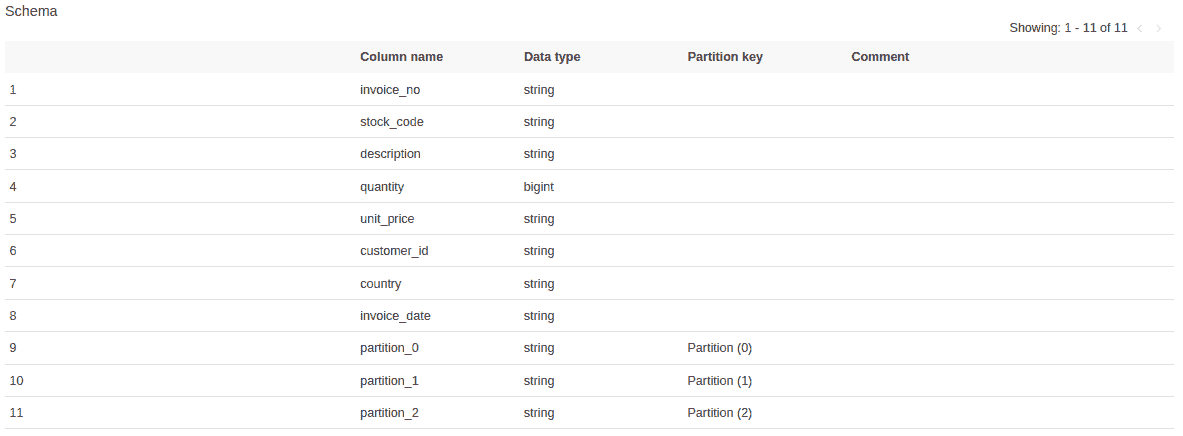 Schema
Showing: 1 - 11 of 11 ‹ ›
Column name Data type Partition key Comment
1 invoice_no string
2 stock_code string
3 description string
4 quantity bigint
5 unit_price string
6 customer_id string
7 country string
8 invoice_date string
9 partition_0 string Partition (0)
10 partition_1 string Partition (1)
11 partition_2 string Partition (2)